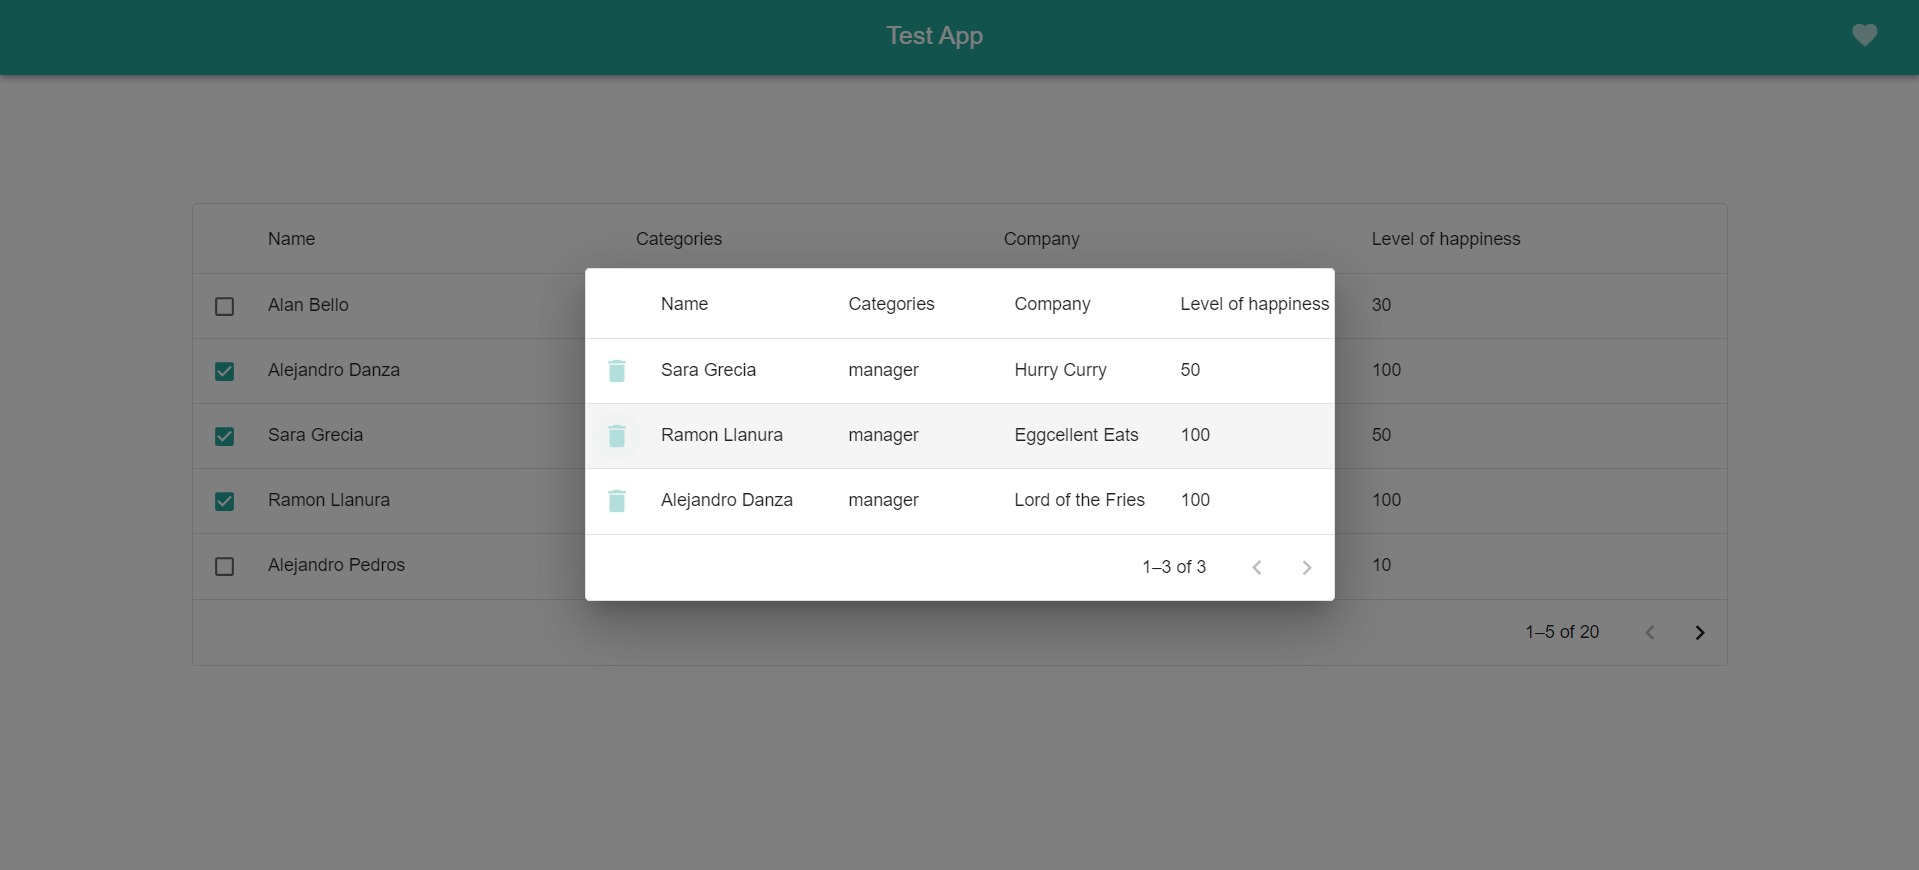 Test App
Name Categories Company Level of happiness
Alan Bello 30
Alejandro Danza 100
Sara Grecia 50
Ramon Llanura 100
Alejandro Pedros 10
1–5 of 20
Name Categories Company Level of happiness
Sara Grecia manager Hurry Curry 50
Ramon Llanura manager Eggcellent Eats 100
Alejandro Danza manager Lord of the Fries 100
1–3 of 3